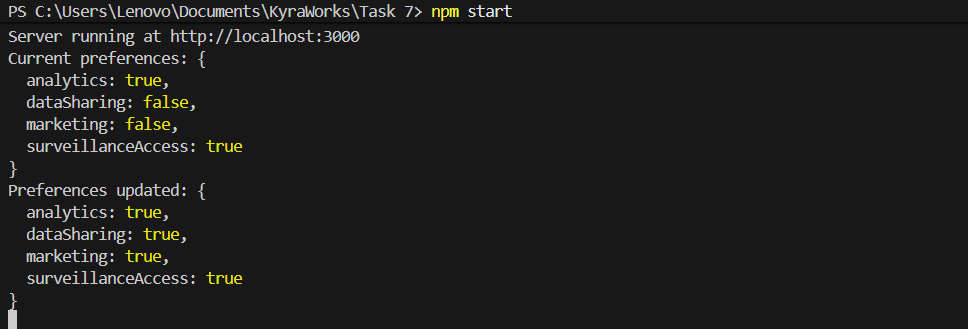 PS C:\Users\Lenovo\Documents\KyraWorks\Task 7> npm start
Server running at http://localhost:3000
Current preferences: {
  analytics: true,
  dataSharing: false,
  marketing: false,
  surveillanceAccess: true
}
Preferences updated: {
  analytics: true,
  dataSharing: true,
  marketing: true,
  surveillanceAccess: true
}